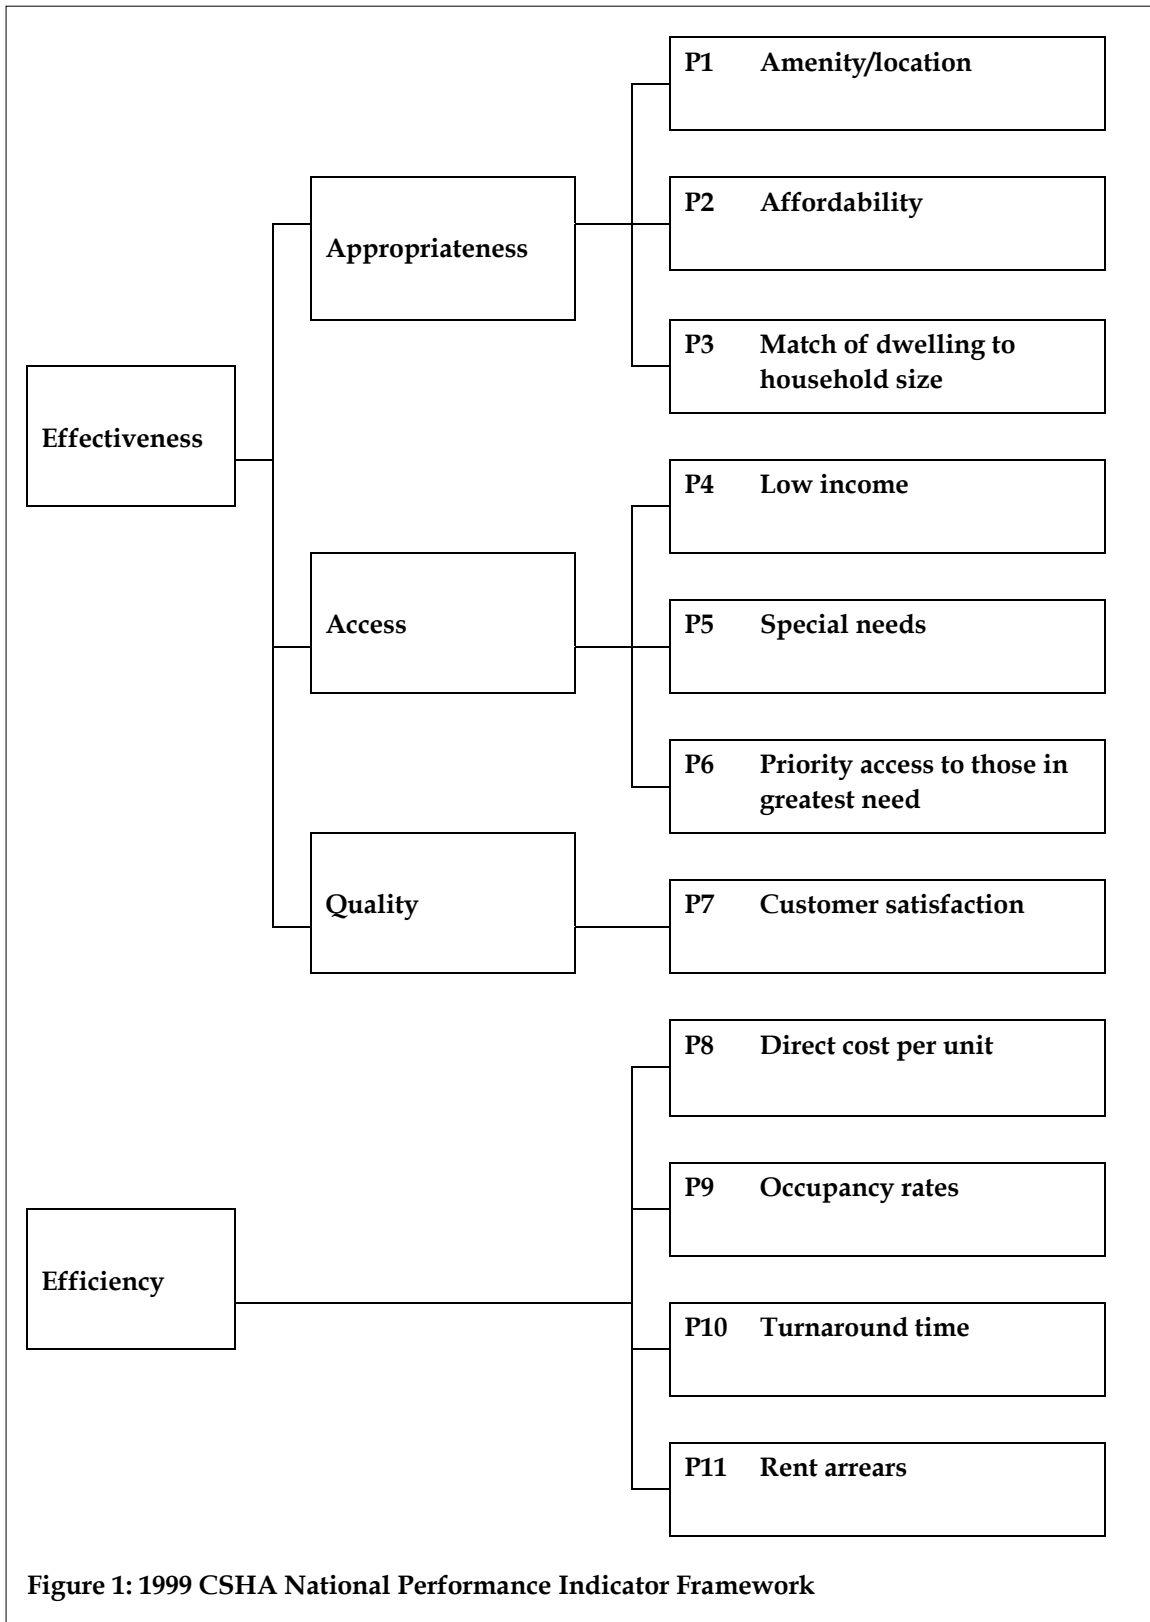 P1 Amenity/location
P2 Affordability
Appropriateness
P3 Match of dwelling to
household size
Effectiveness
P4 Low income
Access
P5 Special needs
P6 Priority access to those in
greatest need
Quality
P7 Customer satisfaction
P8 Direct cost per unit
P9 Occupancy rates
Efficiency
P10 Turnaround time
P11 Rent arrears
Figure 1: 1999 CSHA National Performance Indicator Framework